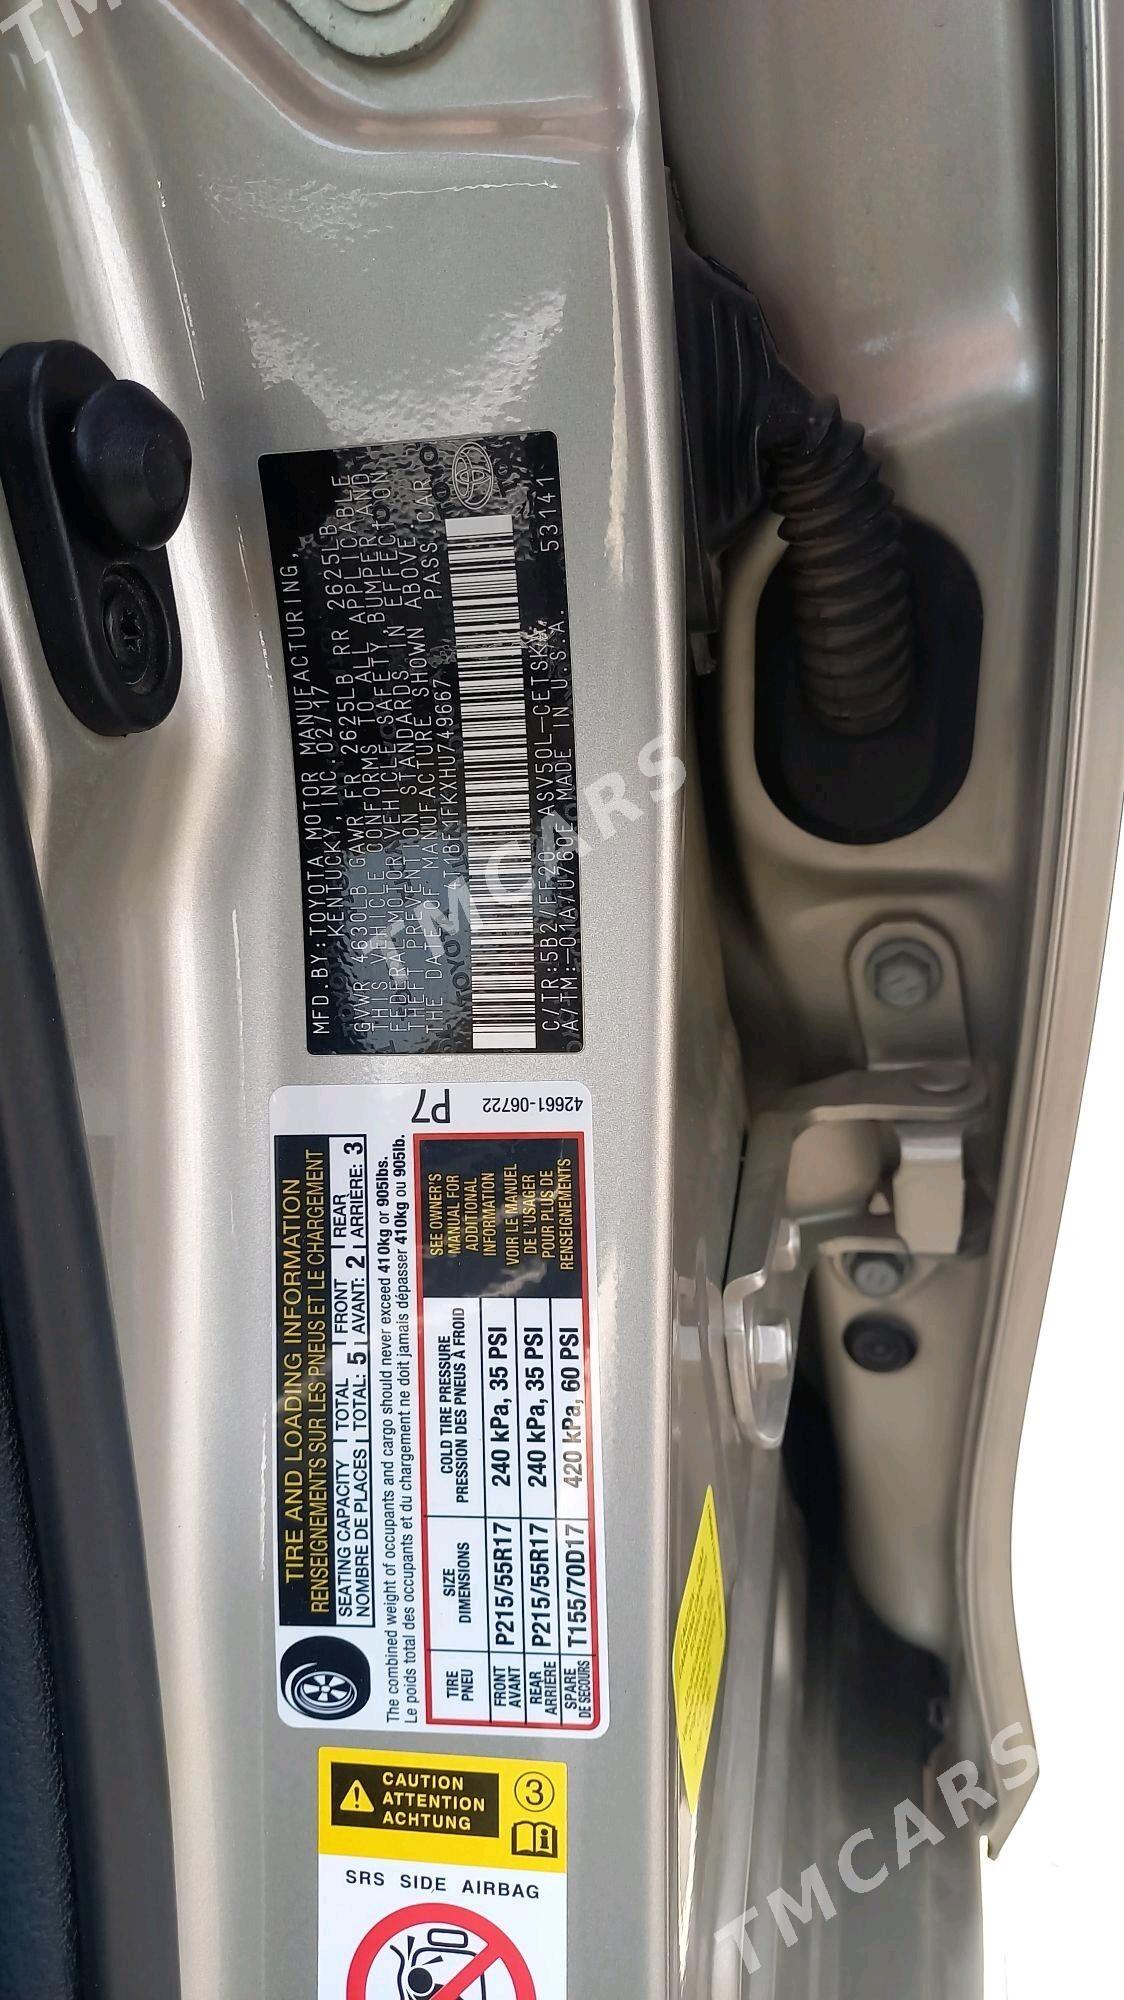 MFD.BY:TOYOTA MOTOR MANUFACTURING,
KENTUCKY, INC.02/17
GVWR 4630LB GAWR FR 2625LB RR 2625LB
THIS VEHICLE CONFORMS TO ALL APPLICABLE
FEDERAL MOTOR VEHICLE SAFETY, BUMPER, AND
THEFT PREVENTION STANDARDS IN EFFECT ON
THE DATE OF MANUFACTURE SHOWN ABOVE.
4T1BF1FKXHU749667 PASS.CAR
C/TR:5B2/FF20 ASV50L-CETSKA
A/TM:-01A/U760E MADE IN U.S.A. 53141
TIRE AND LOADING INFORMATION
RENSEIGNEMENTS SUR LES PNEUS ET LE CHARGEMENT
SEATING CAPACITY TOTAL FRONT REAR
NOMBRE DE PLACES TOTAL: 5 AVANT: 2 ARRIÈRE: 3
The combined weight of occupants and cargo should never exceed 410kg or 905lbs.
Le poids total des occupants et du chargement ne doit jamais dépasser 410kg ou 905lb.
TIRE SIZE COLD TIRE PRESSURE
PNEU DIMENSIONS PRESSION DES PNEUS À FROID
FRONT
AVANT P215/55R17 240 kPa, 35 PSI
REAR
ARRIÈRE P215/55R17 240 kPa, 35 PSI
SPARE
DE SECOURS T155/70D17 420 kPa, 60 PSI
SEE OWNER'S
MANUAL FOR
ADDITIONAL
INFORMATION
VOIR LE MANUEL
DE L'USAGER
POUR PLUS DE
RENSEIGNEMENTS
P7
42661-06722
CAUTION
ATTENTION
ACHTUNG
3
SRS SIDE AIRBAG
TMCARS
TMCARS